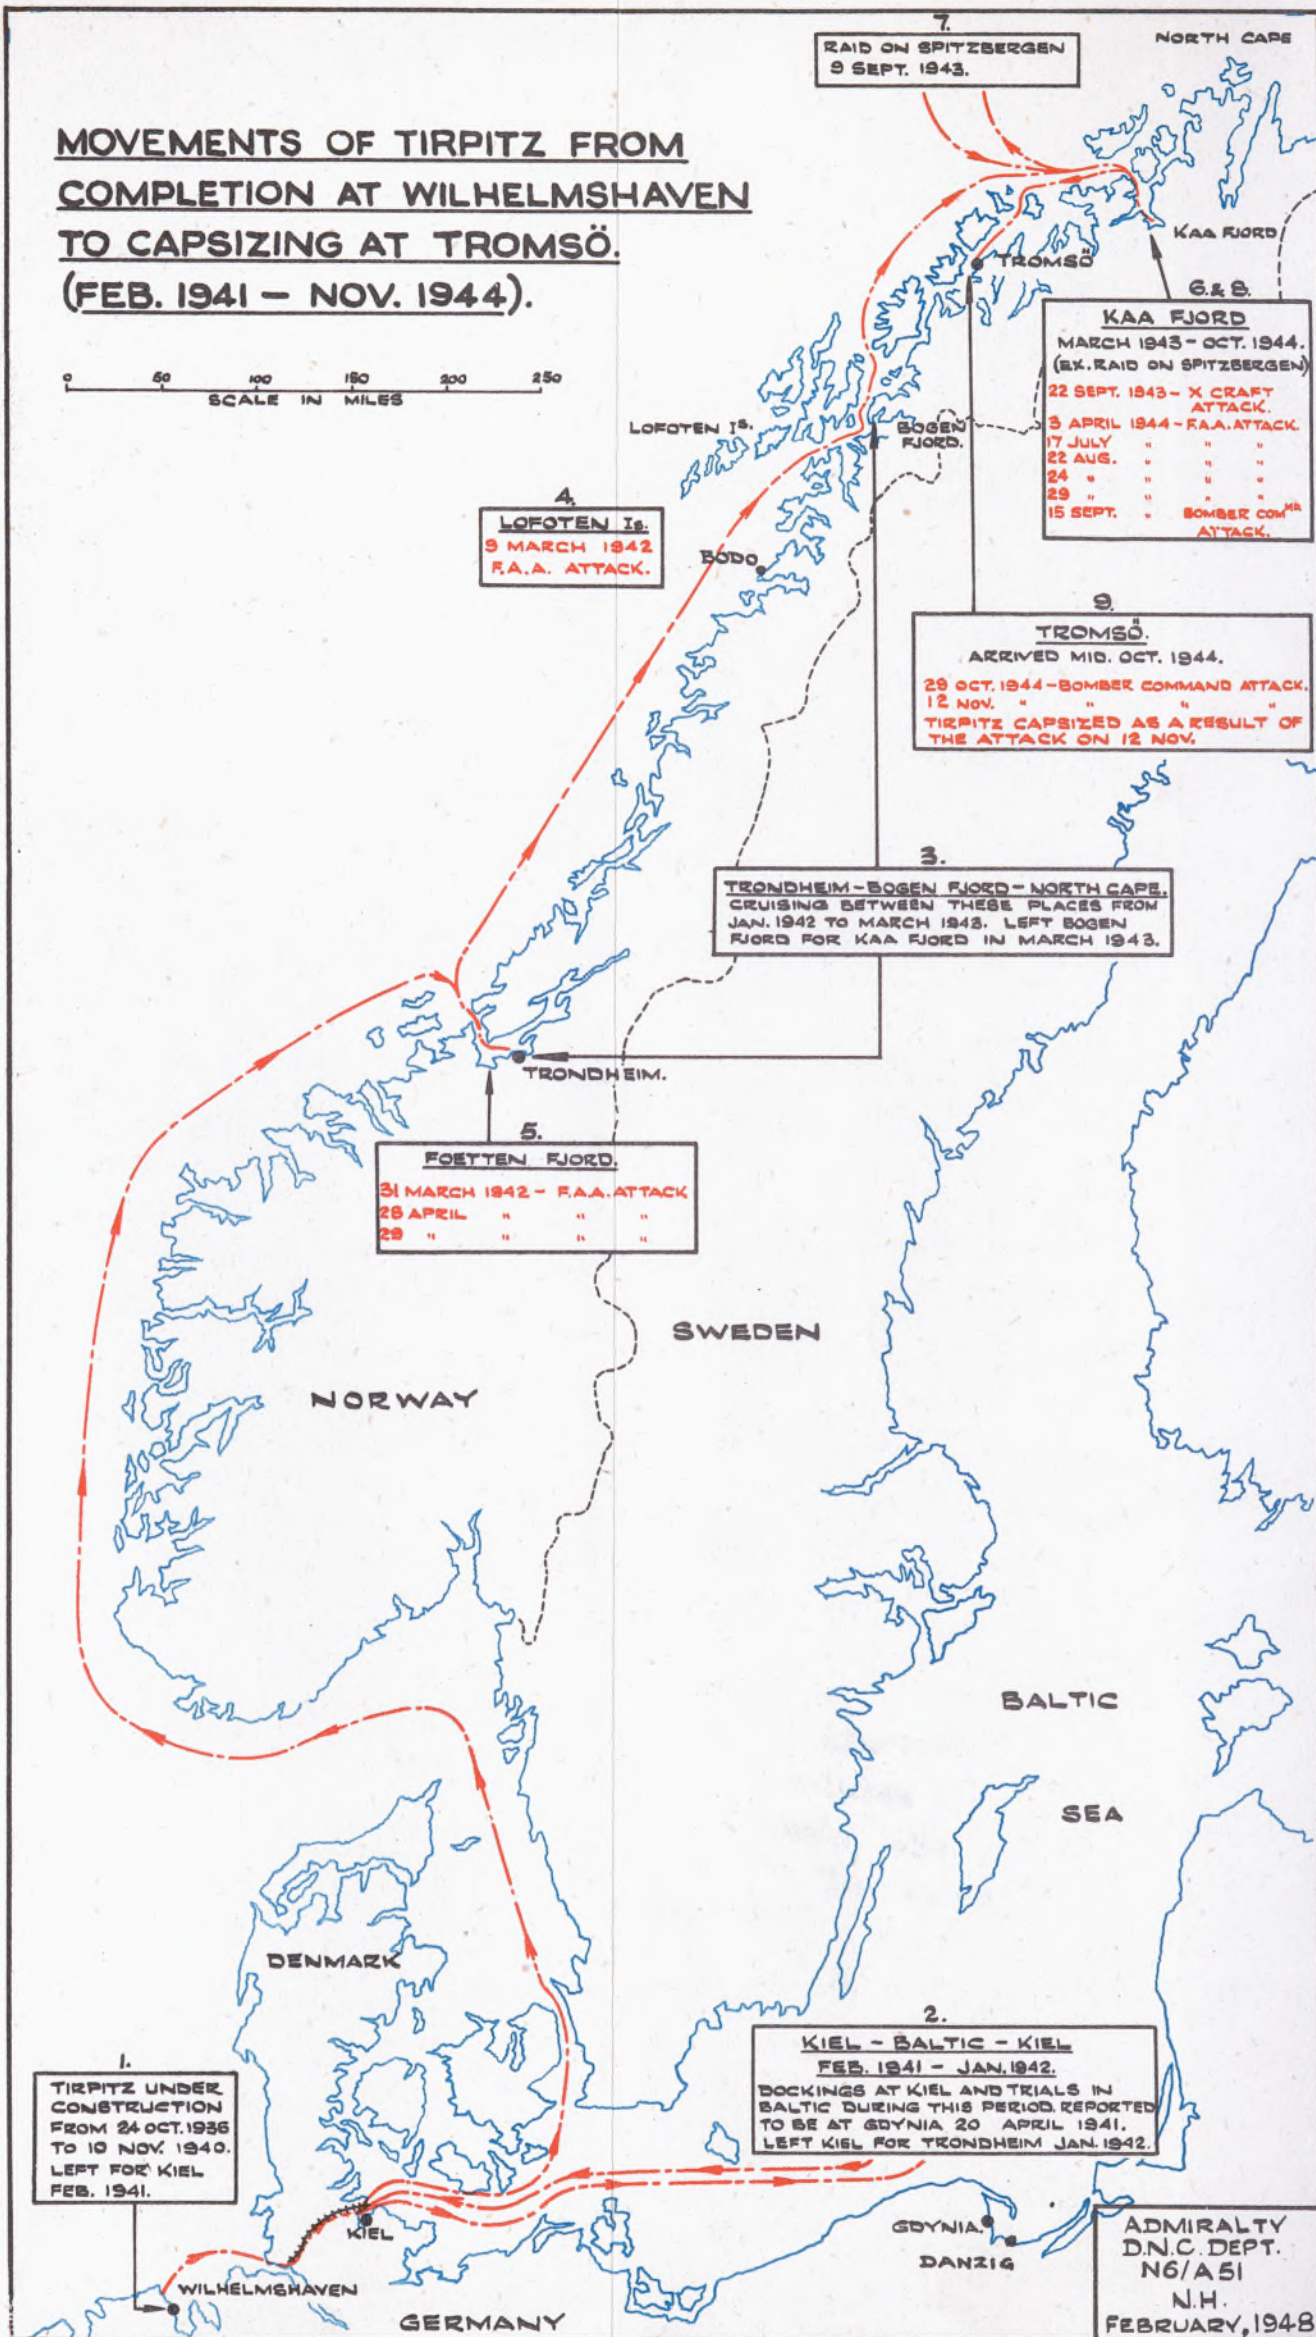 MOVEMENTS OF TIRPITZ FROM
COMPLETION AT WILHELMSHAVEN
TO CAPSIZING AT TROMSÖ.
(FEB. 1941 – NOV. 1944).
0 50 100 150 200 250
SCALE IN MILES
7.
RAID ON SPITZBERGEN
9 SEPT. 1943.
NORTH CAPE
KAA FJORD
TROMSÖ
6.& 8.
KAA FJORD
MARCH 1943 – OCT. 1944.
(EX. RAID ON SPITZBERGEN)
22 SEPT. 1943 – X CRAFT
ATTACK.
3 APRIL 1944 – F.A.A. ATTACK.
17 JULY " " "
22 AUG. " " "
24 " " " "
29 " " " "
15 SEPT. " BOMBER COMMD.
ATTACK.
LOFOTEN IS.
BOGEN
FJORD.
4.
LOFOTEN Is.
9 MARCH 1942
F.A.A. ATTACK.
BODO
9.
TROMSÖ.
ARRIVED MID. OCT. 1944.
29 OCT. 1944 – BOMBER COMMAND ATTACK.
12 NOV. " " " "
TIRPITZ CAPSIZED AS A RESULT OF
THE ATTACK ON 12 NOV.
3.
TRONDHEIM – BOGEN FJORD – NORTH CAPE.
CRUISING BETWEEN THESE PLACES FROM
JAN. 1942 TO MARCH 1943. LEFT BOGEN
FJORD FOR KAA FJORD IN MARCH 1943.
TRONDHEIM.
5.
FOETTEN FJORD.
31 MARCH 1942 – F.A.A. ATTACK
28 APRIL " " "
29 " " " "
SWEDEN
NORWAY
BALTIC
SEA
DENMARK
2.
KIEL – BALTIC – KIEL
FEB. 1941 – JAN. 1942.
DOCKINGS AT KIEL AND TRIALS IN
BALTIC DURING THIS PERIOD. REPORTED
TO BE AT GDYNIA 20 APRIL 1941.
LEFT KIEL FOR TRONDHEIM JAN. 1942.
1.
TIRPITZ UNDER
CONSTRUCTION
FROM 24 OCT. 1936
TO 10 NOV. 1940.
LEFT FOR KIEL
FEB. 1941.
KIEL
GDYNIA.
DANZIG
WILHELMSHAVEN
GERMANY
ADMIRALTY
D.N.C. DEPT.
N6/A51
N.H.
FEBRUARY, 1948